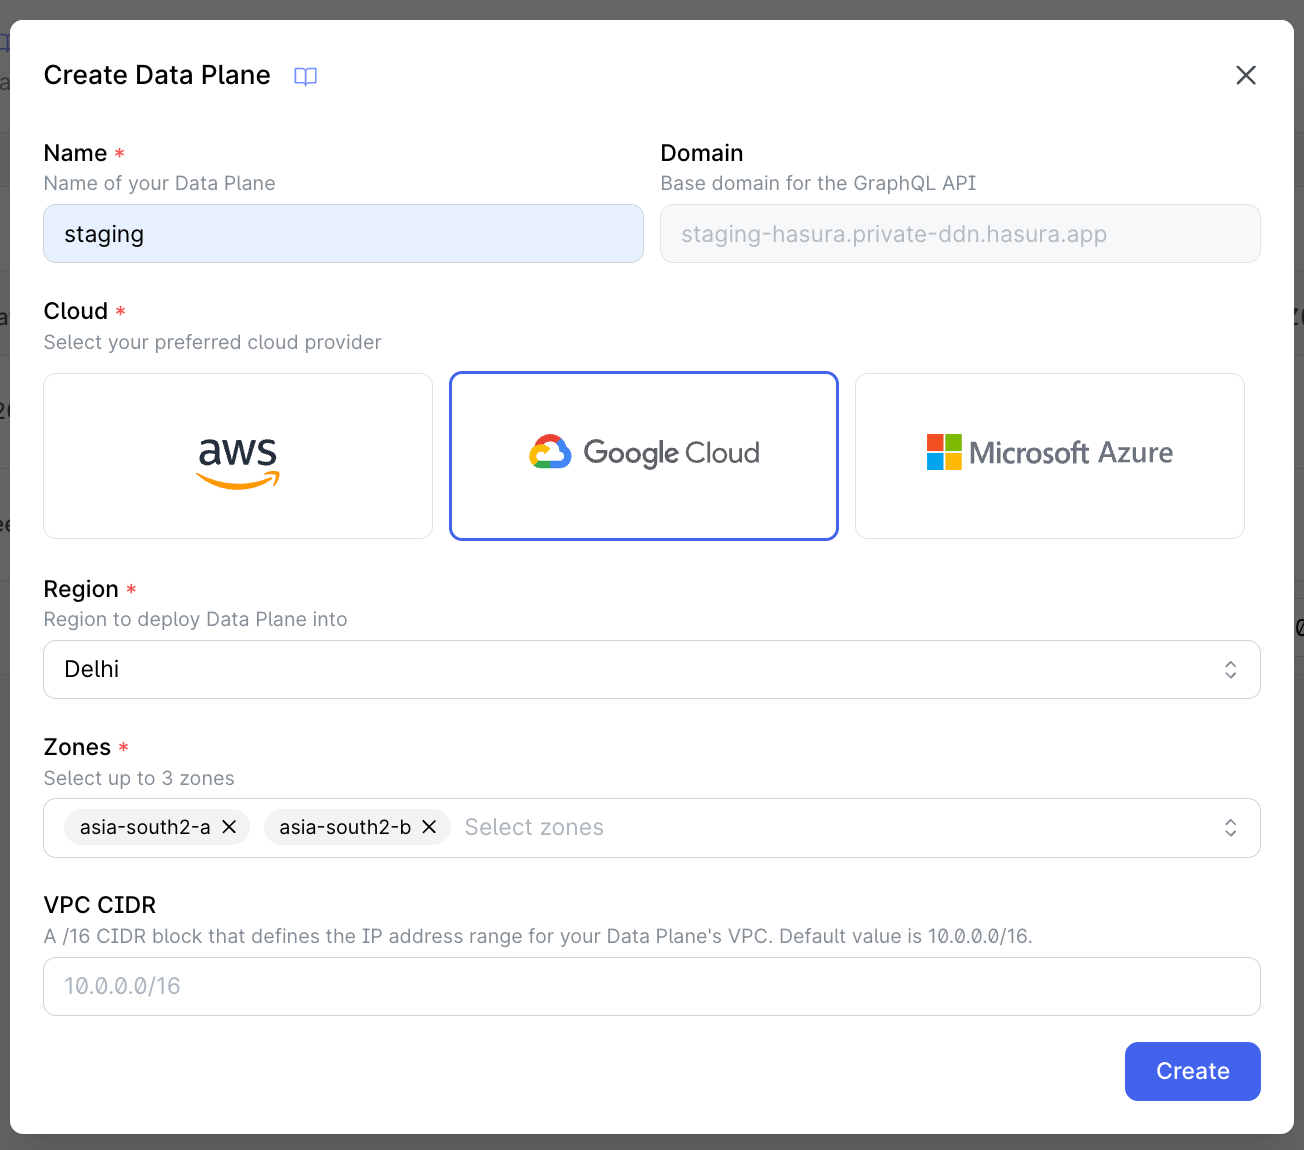 Create Data Plane
Name *
Name of your Data Plane
staging
Domain
Base domain for the GraphQL API
staging-hasura.private-ddn.hasura.app
Cloud *
Select your preferred cloud provider
aws
Google Cloud
Microsoft Azure
Region *
Region to deploy Data Plane into
Delhi
Zones *
Select up to 3 zones
asia-south2-a
asia-south2-b
Select zones
VPC CIDR
A /16 CIDR block that defines the IP address range for your Data Plane's VPC. Default value is 10.0.0.0/16.
10.0.0.0/16
Create